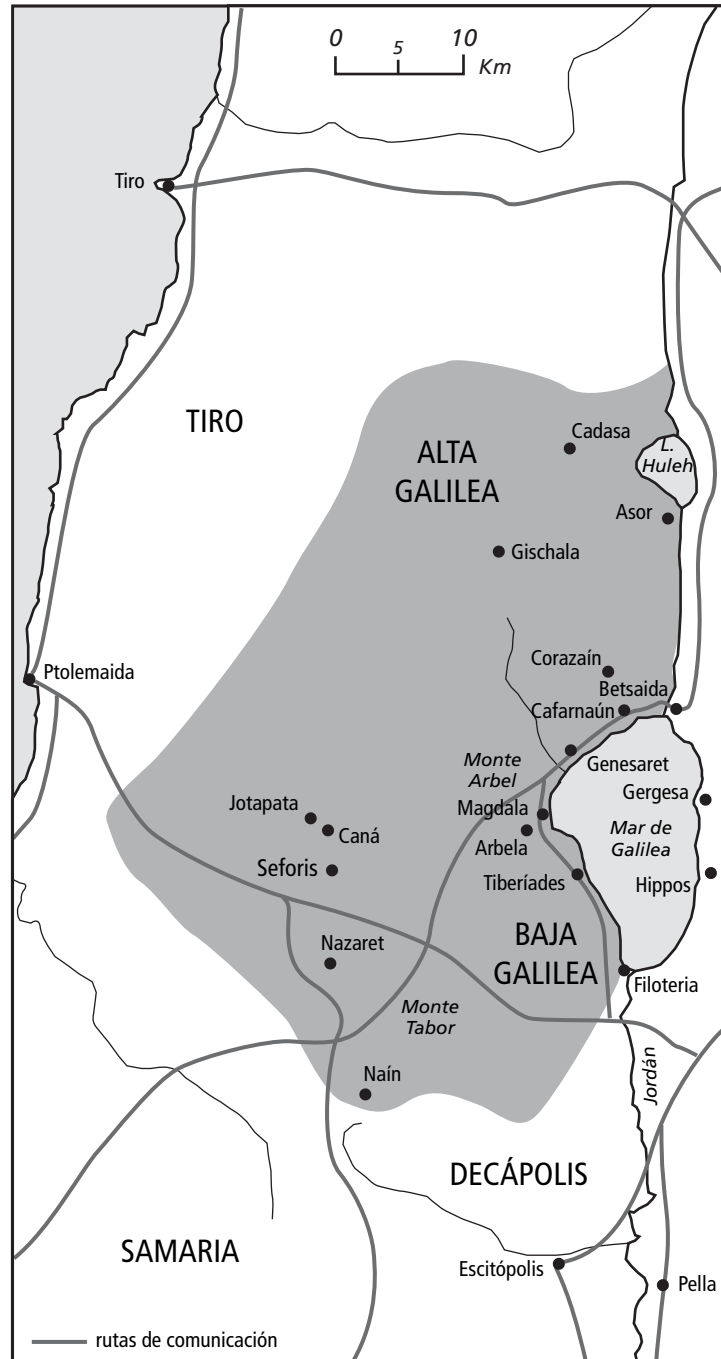 0 5 10
Km
Tiro
TIRO
Cadasa
ALTA
GALILEA
L.
Huleh
Asor
Gischala
Ptolemaida
Corazaín
Betsaida
Cafarnaún
Monte
Arbel
Genesaret
Gergesa
Jotapata
Magdala
Caná
Arbela
Mar de
Galilea
Seforis
Tiberíades
Hippos
Nazaret
BAJA
GALILEA
Filoteria
Monte
Tabor
Naín
Jordán
DECÁPOLIS
SAMARIA
Escitópolis
Pella
rutas de comunicación